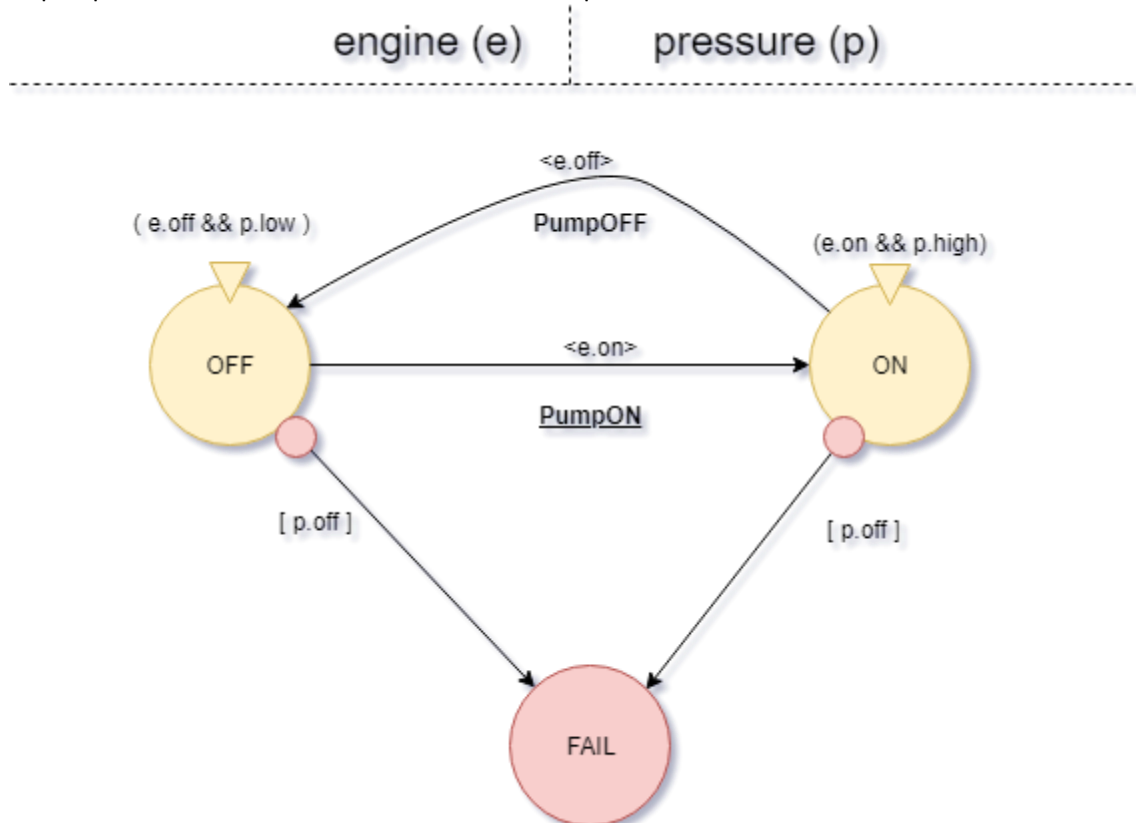 engine (e)
pressure (p)
<e.off>
( e.off && p.low )
PumpOFF
(e.on && p.high)
OFF
<e.on>
ON
PumpON
[ p.off ]
[ p.off ]
FAIL